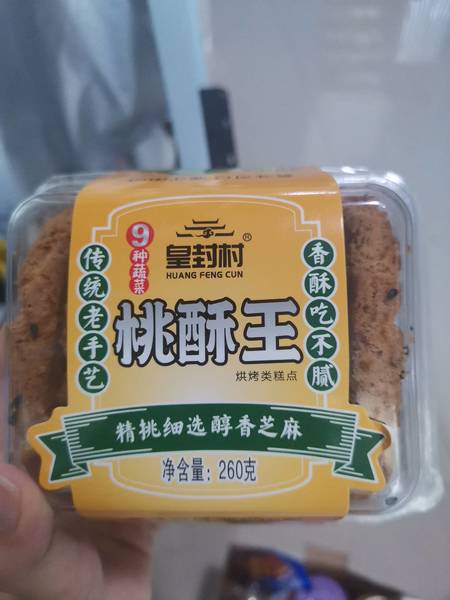 皇封村®
HUANG FENG CUN
9种蔬菜
传统老手艺
桃酥王
香酥吃不腻
烘烤类糕点
精挑细选醇香芝麻
净含量：260克